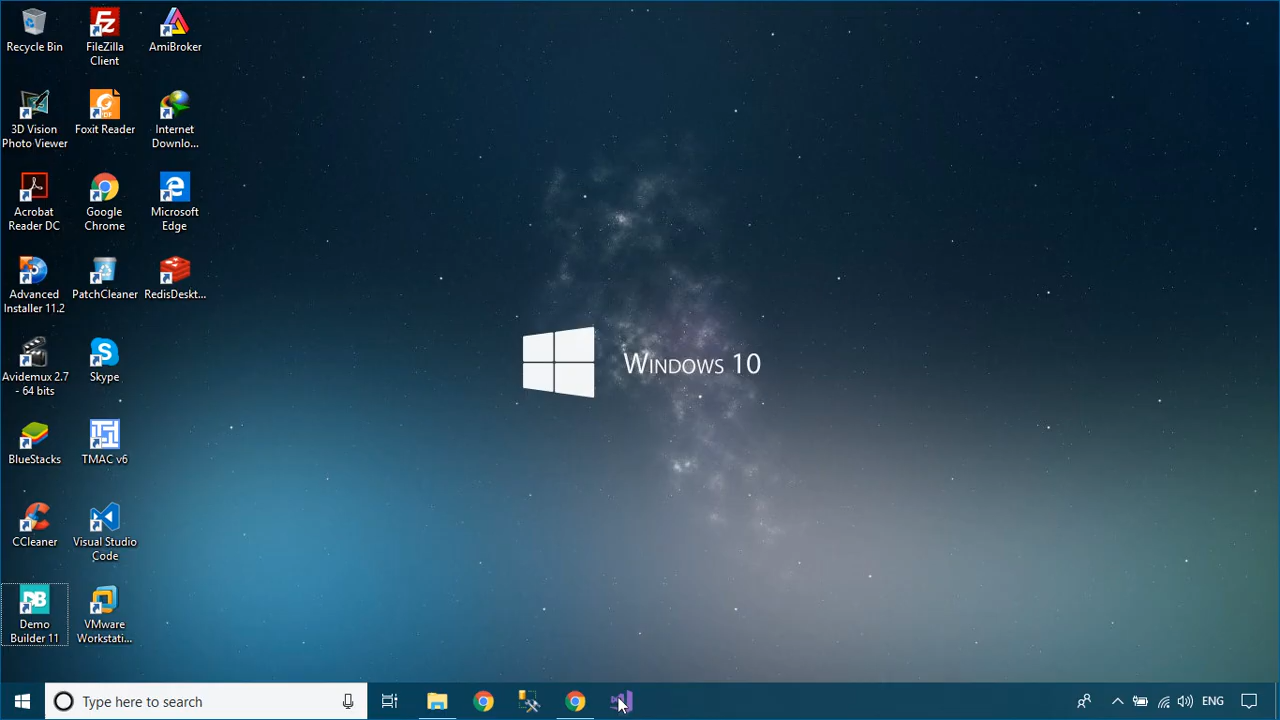 Recycle Bin
FileZilla
Client
AmiBroker
3D Vision
Photo Viewer
Foxit Reader
PDF
Internet
Downlo...
Acrobat
Reader DC
Google
Chrome
Microsoft
Edge
Advanced
Installer 11.2
PatchCleaner
RedisDeskt...
Windows 10
Avidemux 2.7
- 64 bits
Skype
BlueStacks
TMAC v6
CCleaner
Visual Studio
Code
DB
Demo
Builder 11
VMware
Workstati...
Type here to search
ENG